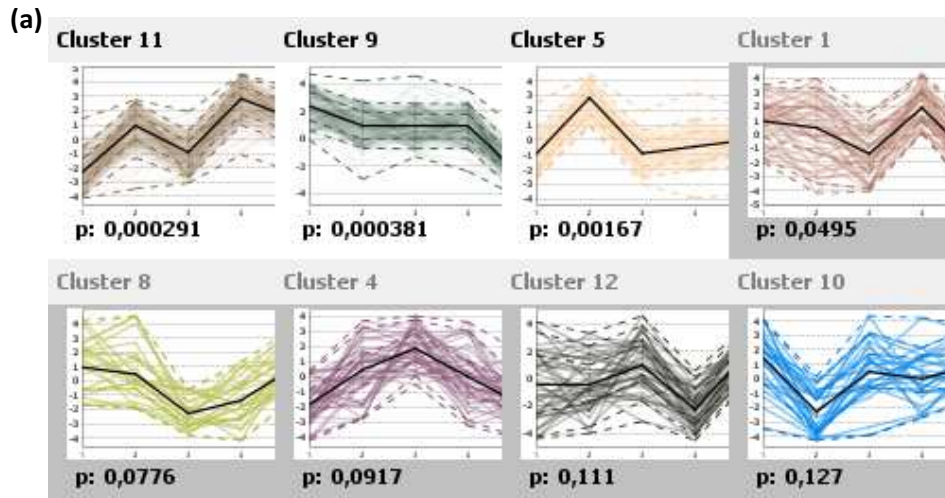 (a)
Cluster 11 Cluster 9 Cluster 5 Cluster 1
p: 0,000291 p: 0,000381 p: 0,00167 p: 0,0495
Cluster 8 Cluster 4 Cluster 12 Cluster 10
p: 0,0776 p: 0,0917 p: 0,111 p: 0,127